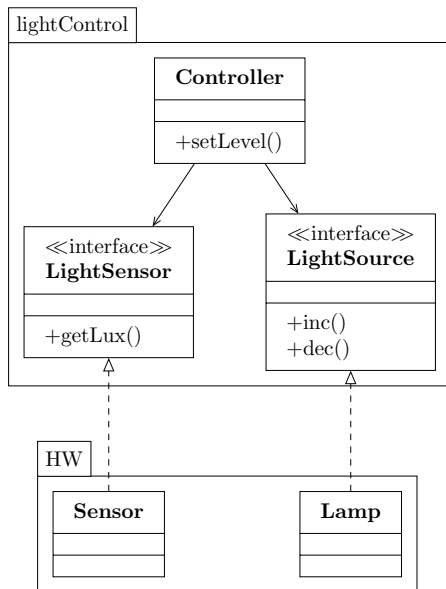 lightControl
Controller
+setLevel()
≪interface≫
LightSensor
+getLux()
≪interface≫
LightSource
+inc()
+dec()
HW
Sensor
Lamp